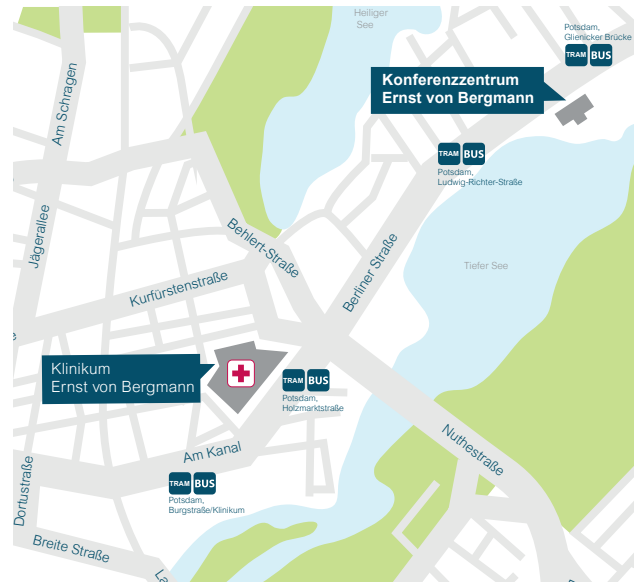 Heiliger
See
Potsdam,
Glienicker Brücke
TRAM BUS
Konferenzzentrum
Ernst von Bergmann
Am Schragen
TRAM BUS
Potsdam,
Ludwig-Richter-Straße
Jägerallee
Behlert-Straße
Berliner Straße
Tiefer See
Kurfürstenstraße
Klinikum
Ernst von Bergmann
TRAM BUS
Potsdam,
Holzmarktstraße
Nuthestraße
Am Kanal
TRAM BUS
Potsdam,
Burgstraße/Klinikum
Dortustraße
Breite Straße